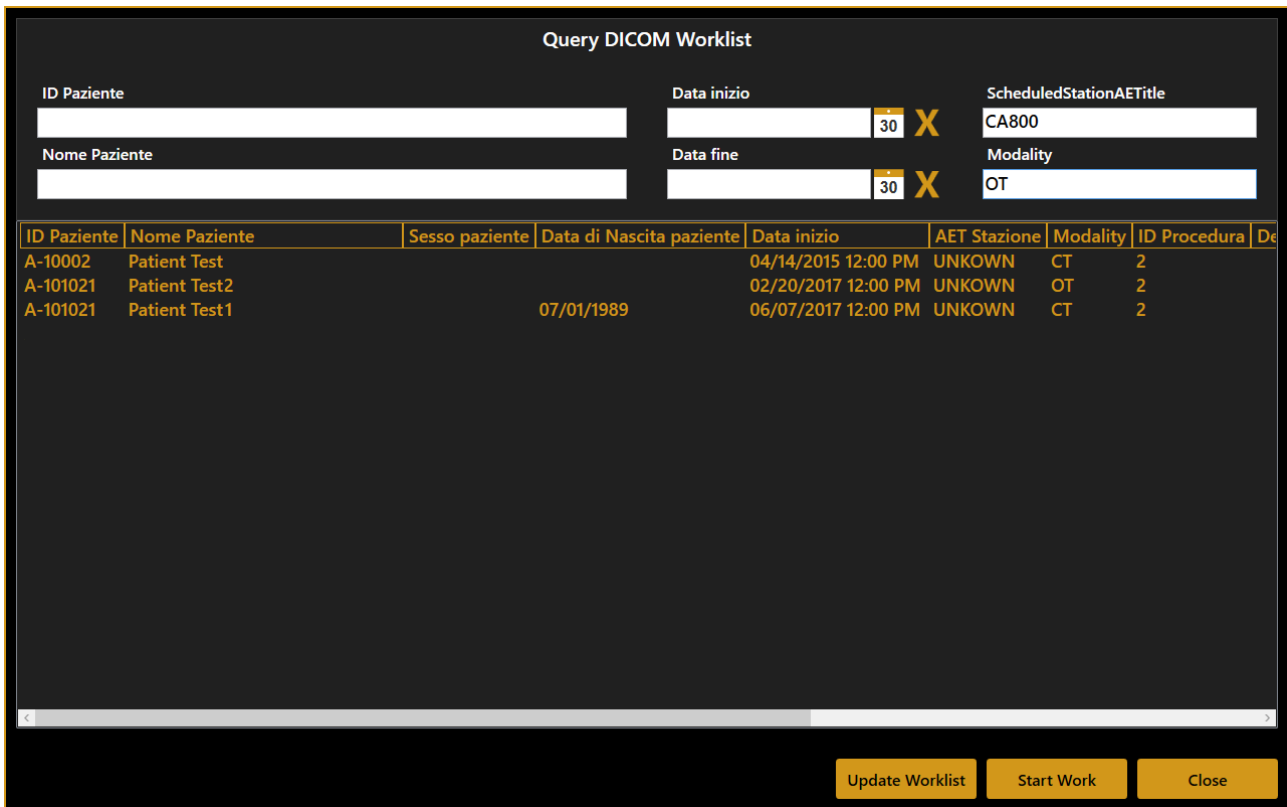 Query DICOM Worklist
ID Paziente Data inizio ScheduledStationAETitle
30 X CA800
Nome Paziente Data fine Modality
30 X OT
ID Paziente Nome Paziente Sesso paziente Data di Nascita paziente Data inizio AET Stazione Modality ID Procedura De
A-10002 Patient Test 04/14/2015 12:00 PM UNKOWN CT 2
A-101021 Patient Test2 02/20/2017 12:00 PM UNKOWN OT 2
A-101021 Patient Test1 07/01/1989 06/07/2017 12:00 PM UNKOWN CT 2
Update Worklist Start Work Close